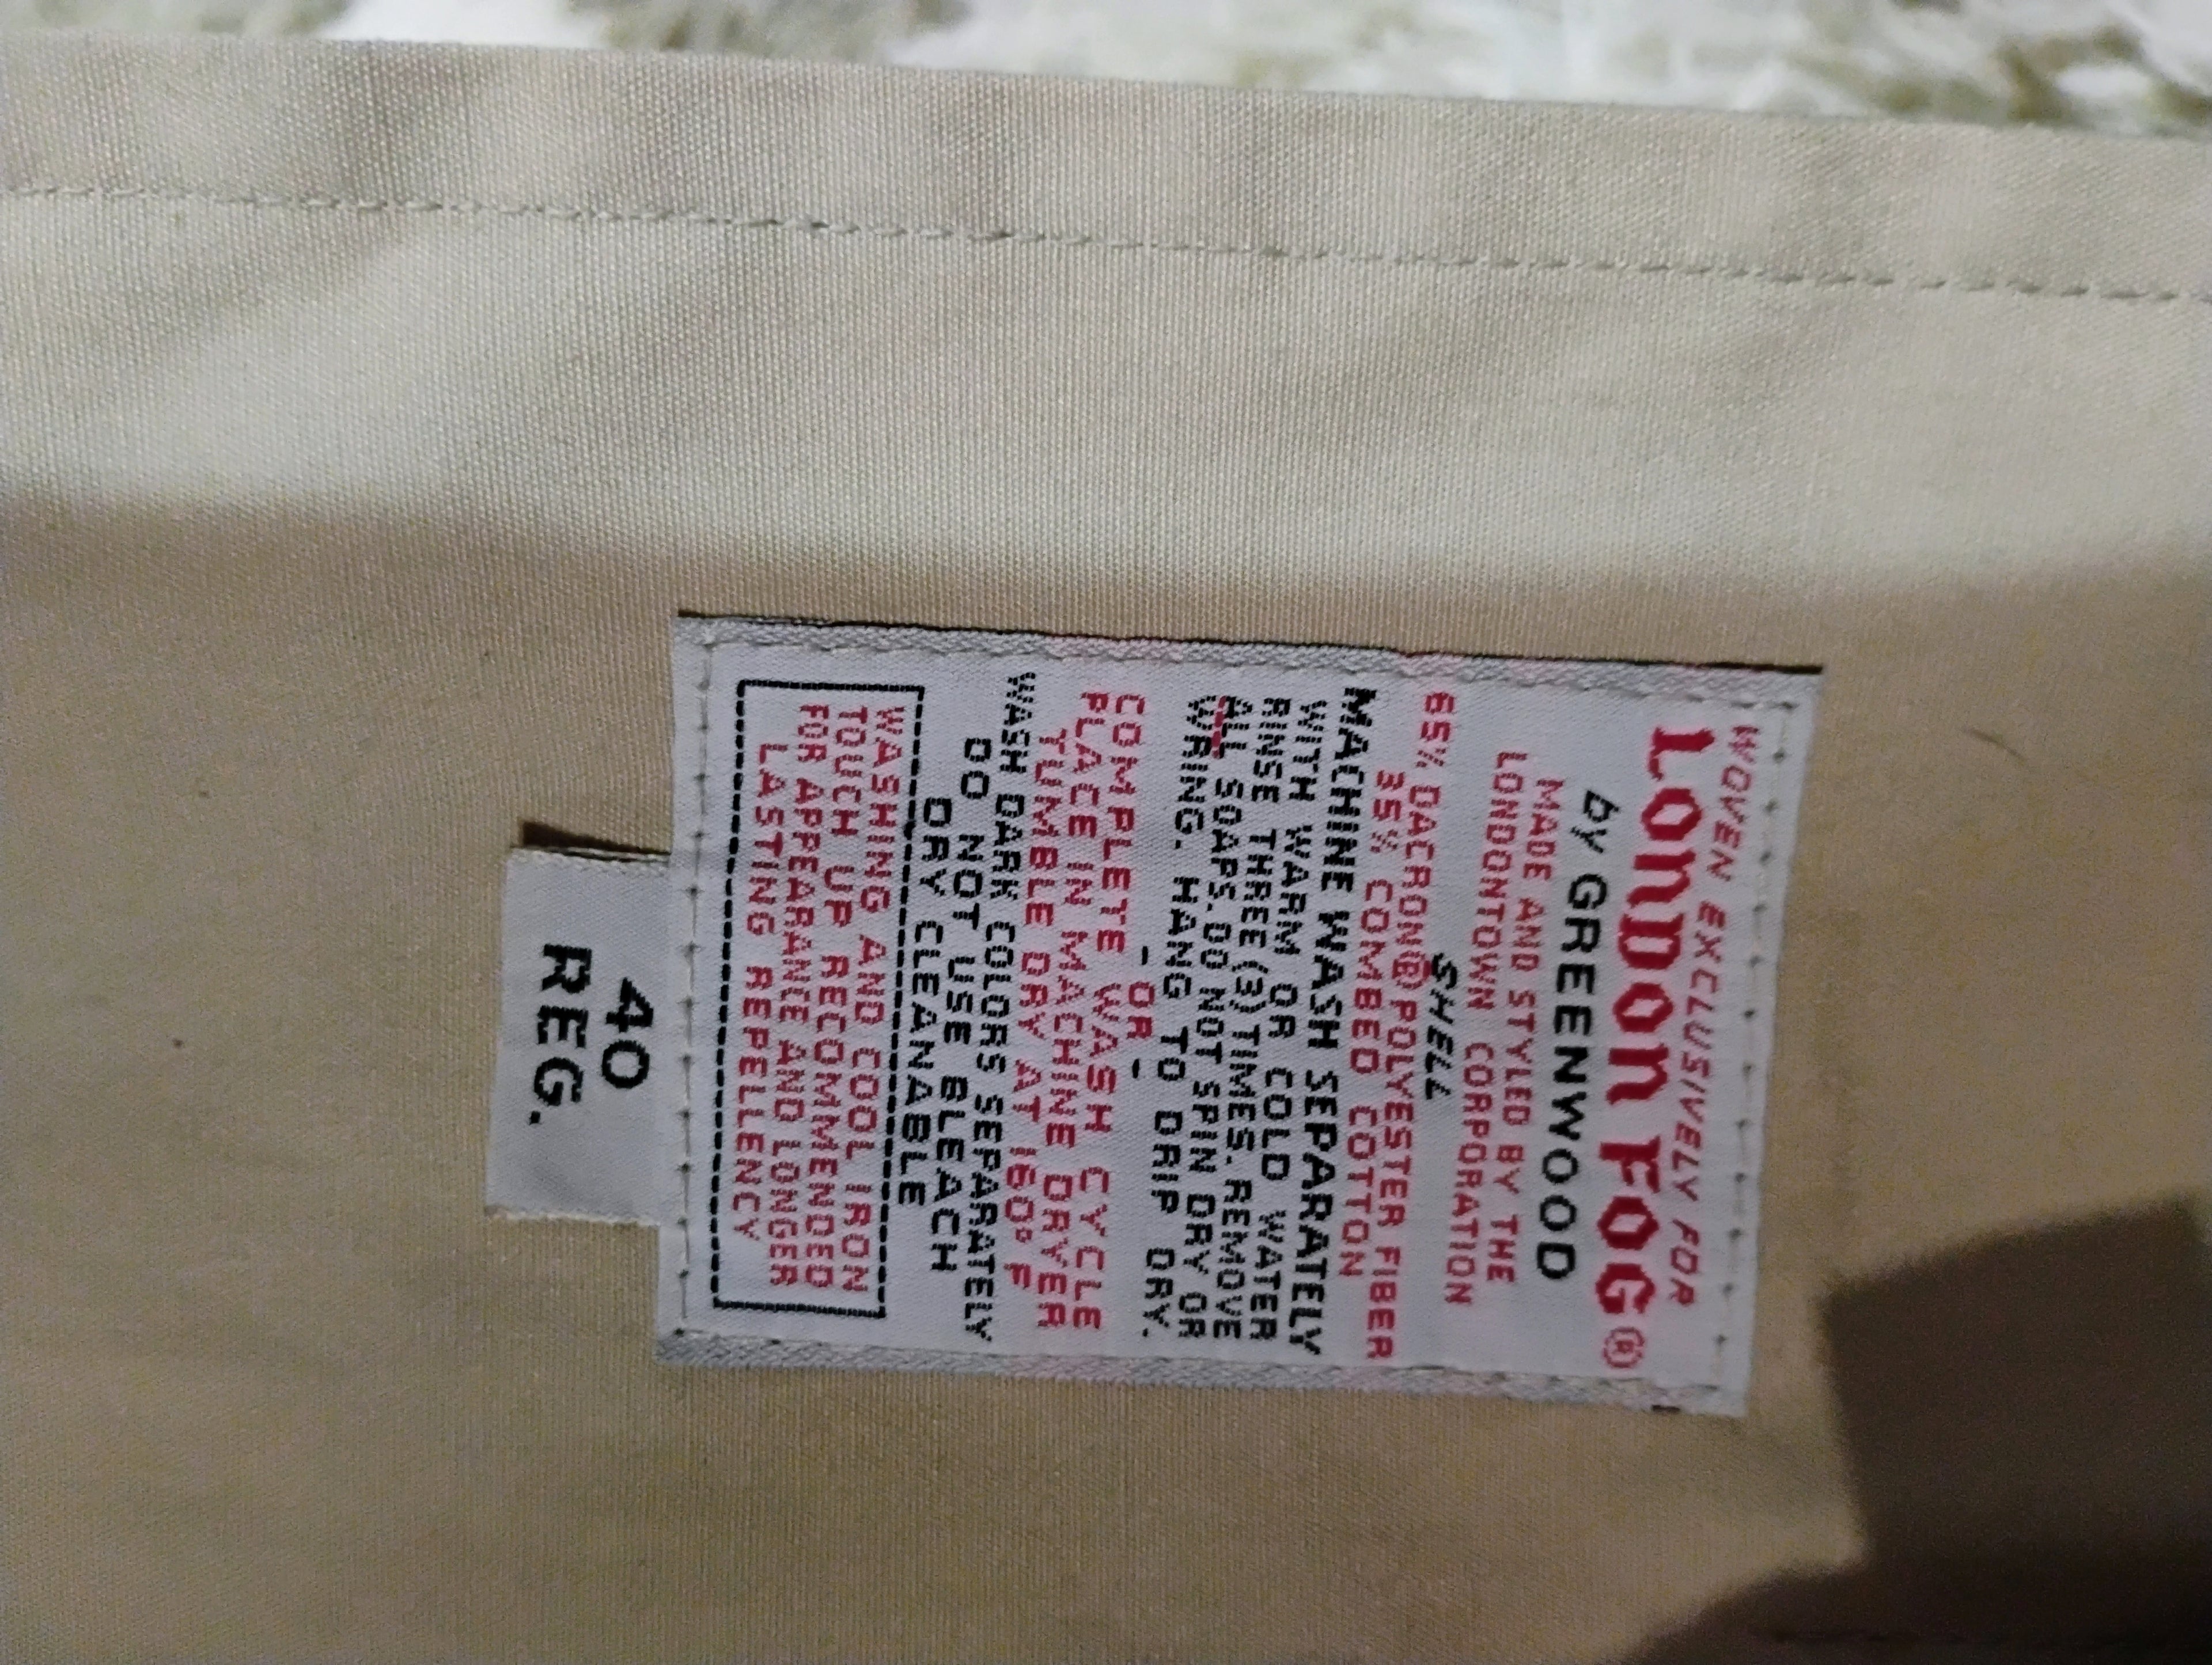 WOVEN EXCLUSIVELY FOR
LONDON FOG®
by GREENWOOD
MADE AND STYLED BY THE
LONDONTOWN CORPORATION
SHELL
65% DACRON® POLYESTER FIBER
35% COMBED COTTON
MACHINE WASH SEPARATELY
WITH WARM OR COLD WATER
RINSE THREE (3) TIMES. REMOVE
ALL SOAPS. DO NOT SPIN DRY OR
WRING. HANG TO DRIP DRY.
- OR -
COMPLETE WASH CYCLE
PLACE IN MACHINE DRYER
TUMBLE DRY AT 160° F
WASH DARK COLORS SEPARATELY
DO NOT USE BLEACH
DRY CLEANABLE
WASHING AND COOL IRON
TOUCH UP RECOMMENDED
FOR APPEARANCE AND LONGER
LASTING REPELLENCY
40
REG.